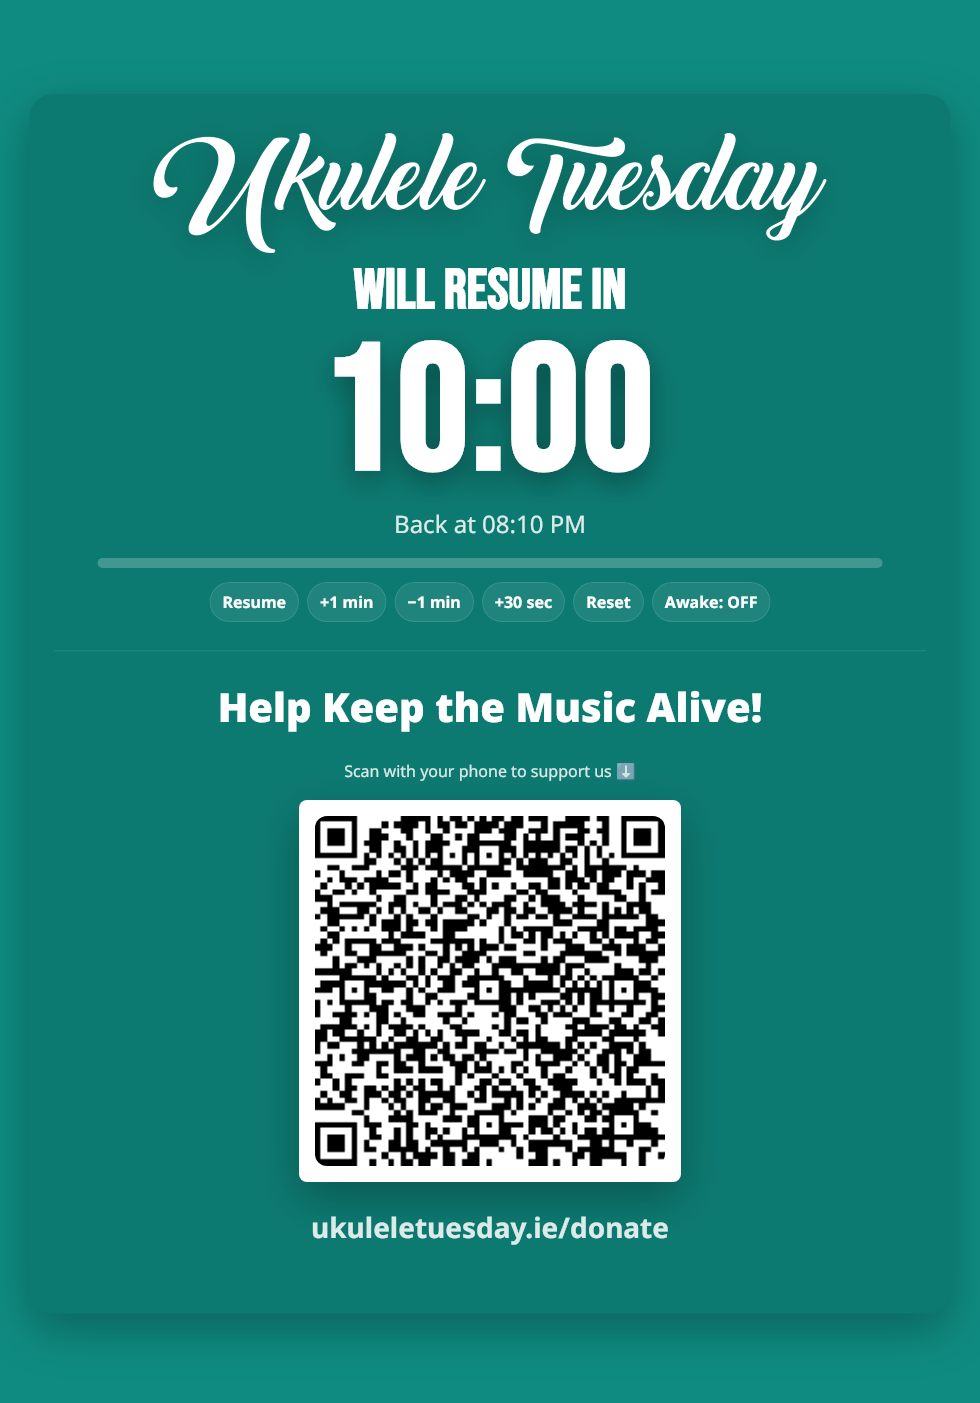 Ukulele Tuesday
WILL RESUME IN
10:00
Back at 08:10 PM
Resume +1 min −1 min +30 sec Reset Awake: OFF
Help Keep the Music Alive!
Scan with your phone to support us ⬇️
ukuleletuesday.ie/donate